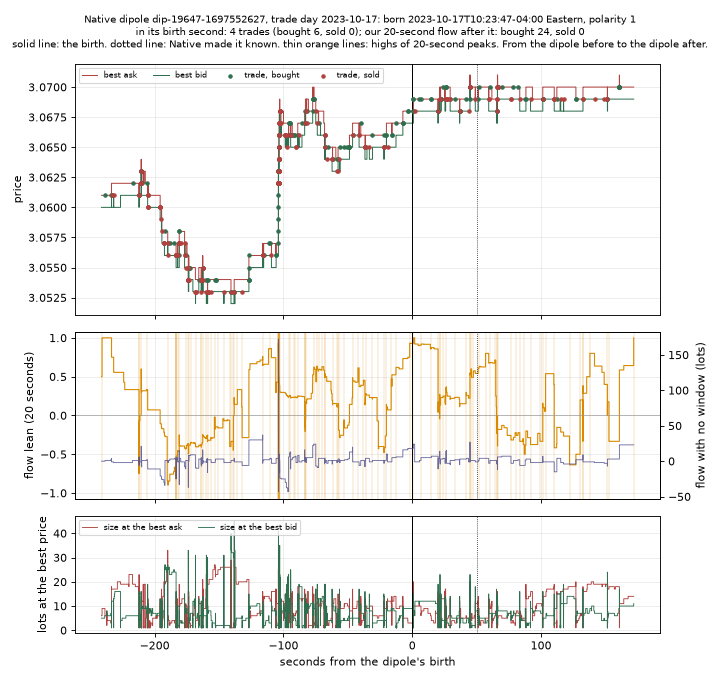 Native dipole dip-19647-1697552627, trade day 2023-10-17: born 2023-10-17T10:23:47-04:00 Eastern, polarity 1
in its birth second: 4 trades (bought 6, sold 0); our 20-second flow after it: bought 24, sold 0
solid line: the birth. dotted line: Native made it known. thin orange lines: highs of 20-second peaks. From the dipole before to the dipole after.
best ask
best bid
trade, bought
trade, sold
3.0700
3.0675
3.0650
3.0625
3.0600
3.0575
3.0550
3.0525
price
1.0
0.5
0.0
−0.5
−1.0
flow lean (20 seconds)
150
100
50
0
−50
flow with no window (lots)
size at the best ask
size at the best bid
40
30
20
10
0
lots at the best price
−200
−100
0
100
seconds from the dipole's birth